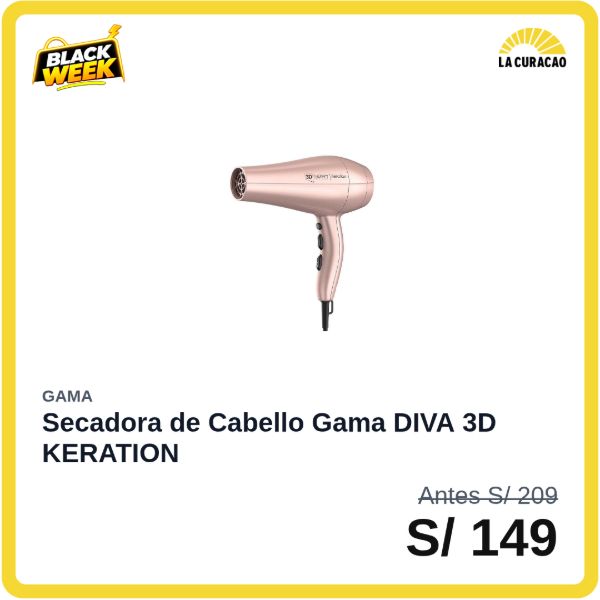 BLACK
WEEK
LA CURACAO
GAMA
Secadora de Cabello Gama DIVA 3D
KERATION
Antes S/ 209
S/ 149